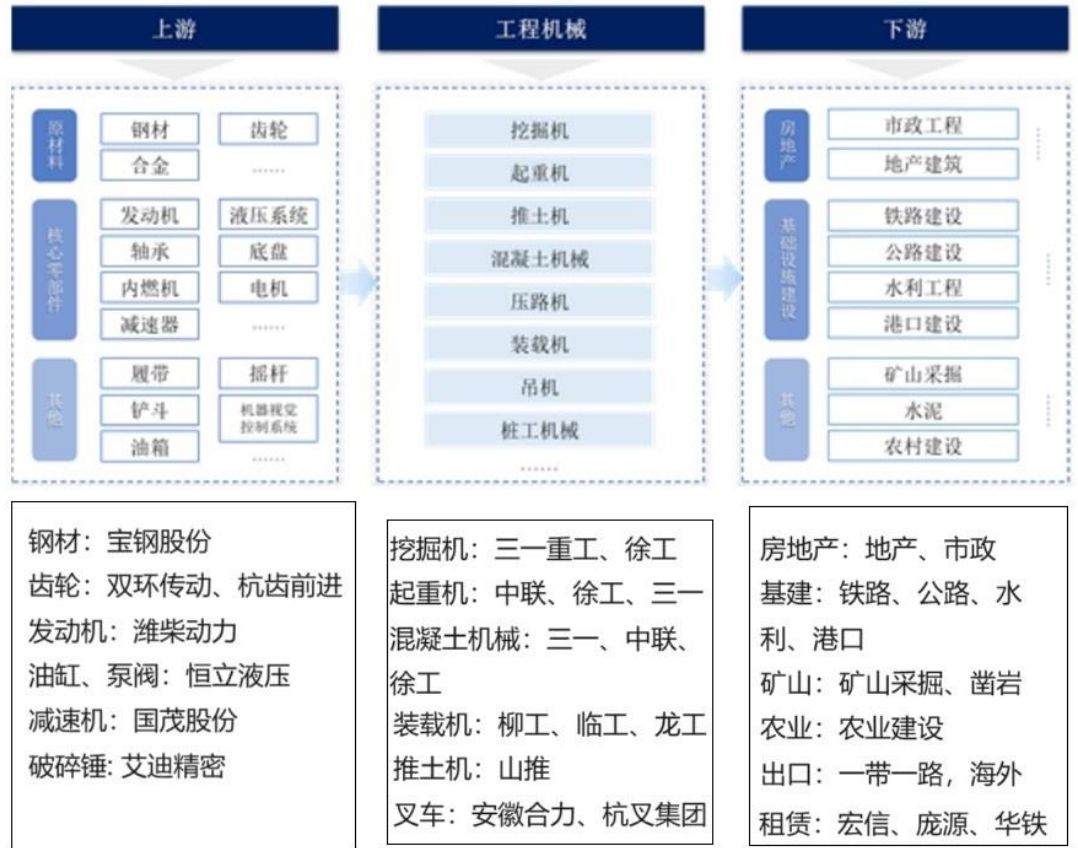 上游
原材料
钢材
齿轮
合金
……
核心零部件
发动机
液压系统
轴承
底盘
内燃机
电机
减速器
……
其他
履带
摇杆
铲斗
机器视觉
控制系统
油箱
……
工程机械
挖掘机
起重机
推土机
混凝土机械
压路机
装载机
吊机
桩工机械
……
下游
房地产
市政工程
地产建筑
……
基础设施建设
铁路建设
公路建设
水利工程
港口建设
……
其他
矿山采掘
水泥
农村建设
……
钢材：宝钢股份
齿轮：双环传动、杭齿前进
发动机：潍柴动力
油缸、泵阀：恒立液压
减速机：国茂股份
破碎锤: 艾迪精密
挖掘机：三一重工、徐工
起重机：中联、徐工、三一
混凝土机械：三一、中联、
徐工
装载机：柳工、临工、龙工
推土机：山推
叉车：安徽合力、杭叉集团
房地产：地产、市政
基建：铁路、公路、水
利、港口
矿山：矿山采掘、凿岩
农业：农业建设
出口：一带一路，海外
租赁：宏信、庞源、华铁